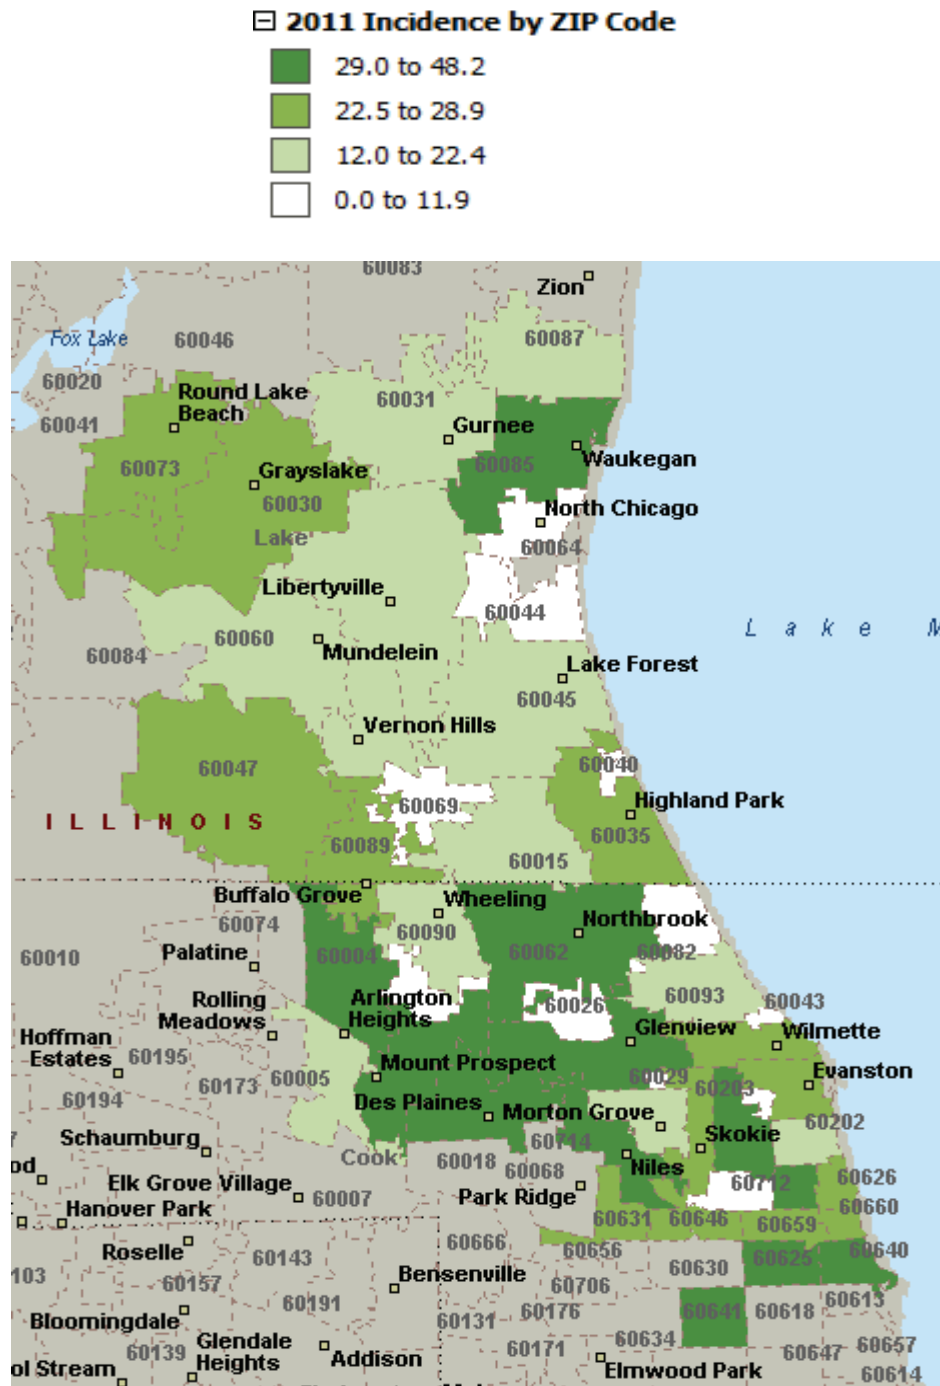 2011 Incidence by ZIP Code
29.0 to 48.2
22.5 to 28.9
12.0 to 22.4
0.0 to 11.9
60083
Zion
Fox Lake
60046
60087
60020
Round Lake
Beach
60031
60041
Gurnee
60073
Grayslake
60085
Waukegan
60030
North Chicago
Lake
60064
Libertyville
60044
60060
Lake M
60084
Mundelein
Lake Forest
60045
Vernon Hills
60047
60040
60069
Highland Park
ILLINOIS
60089
60035
60015
Buffalo Grove
Wheeling
Northbrook
60074
60090
60010
Palatine
60004
60062
60082
Rolling
Meadows
Arlington
Heights
60026
60093
60043
Hoffman
Estates
Glenview
Wilmette
60195
Mount Prospect
60173
60005
60029
60203
Evanston
60194
Des Plaines
Morton Grove
60202
7
Schaumburg
60714
Skokie
Cook
60018
60068
Niles
od
Elk Grove Village
60007
Park Ridge
60712
60626
Hanover Park
60660
60631
60646
60659
Roselle
60143
60666
60656
60630
60625
60640
103
60157
Bensenville
60706
60191
60176
60641
60618
60613
Bloomingdale
60131
60634
60657
60139
Glendale
Heights
60171
60647
ol Stream
Addison
Elmwood Park
60614